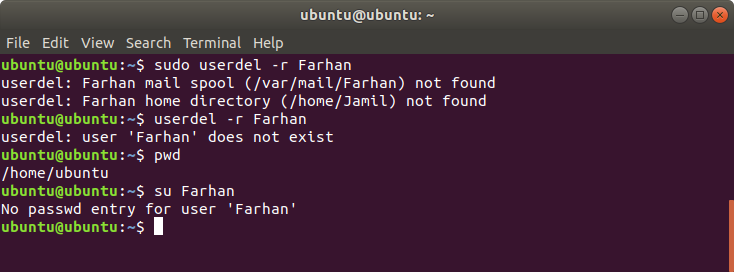 ubuntu@ubuntu: ~
File Edit View Search Terminal Help
ubuntu@ubuntu:~$ sudo userdel -r Farhan
userdel: Farhan mail spool (/var/mail/Farhan) not found
userdel: Farhan home directory (/home/Jamil) not found
ubuntu@ubuntu:~$ userdel -r Farhan
userdel: user 'Farhan' does not exist
ubuntu@ubuntu:~$ pwd
/home/ubuntu
ubuntu@ubuntu:~$ su Farhan
No passwd entry for user 'Farhan'
ubuntu@ubuntu:~$